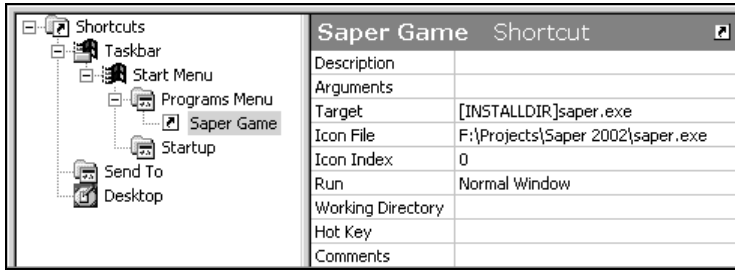 Shortcuts
Taskbar
Start Menu
Programs Menu
Saper Game
Startup
Send To
Desktop
Saper Game Shortcut
Description
Arguments
Target [INSTALLDIR]saper.exe
Icon File F:\Projects\Saper 2002\saper.exe
Icon Index 0
Run Normal Window
Working Directory
Hot Key
Comments